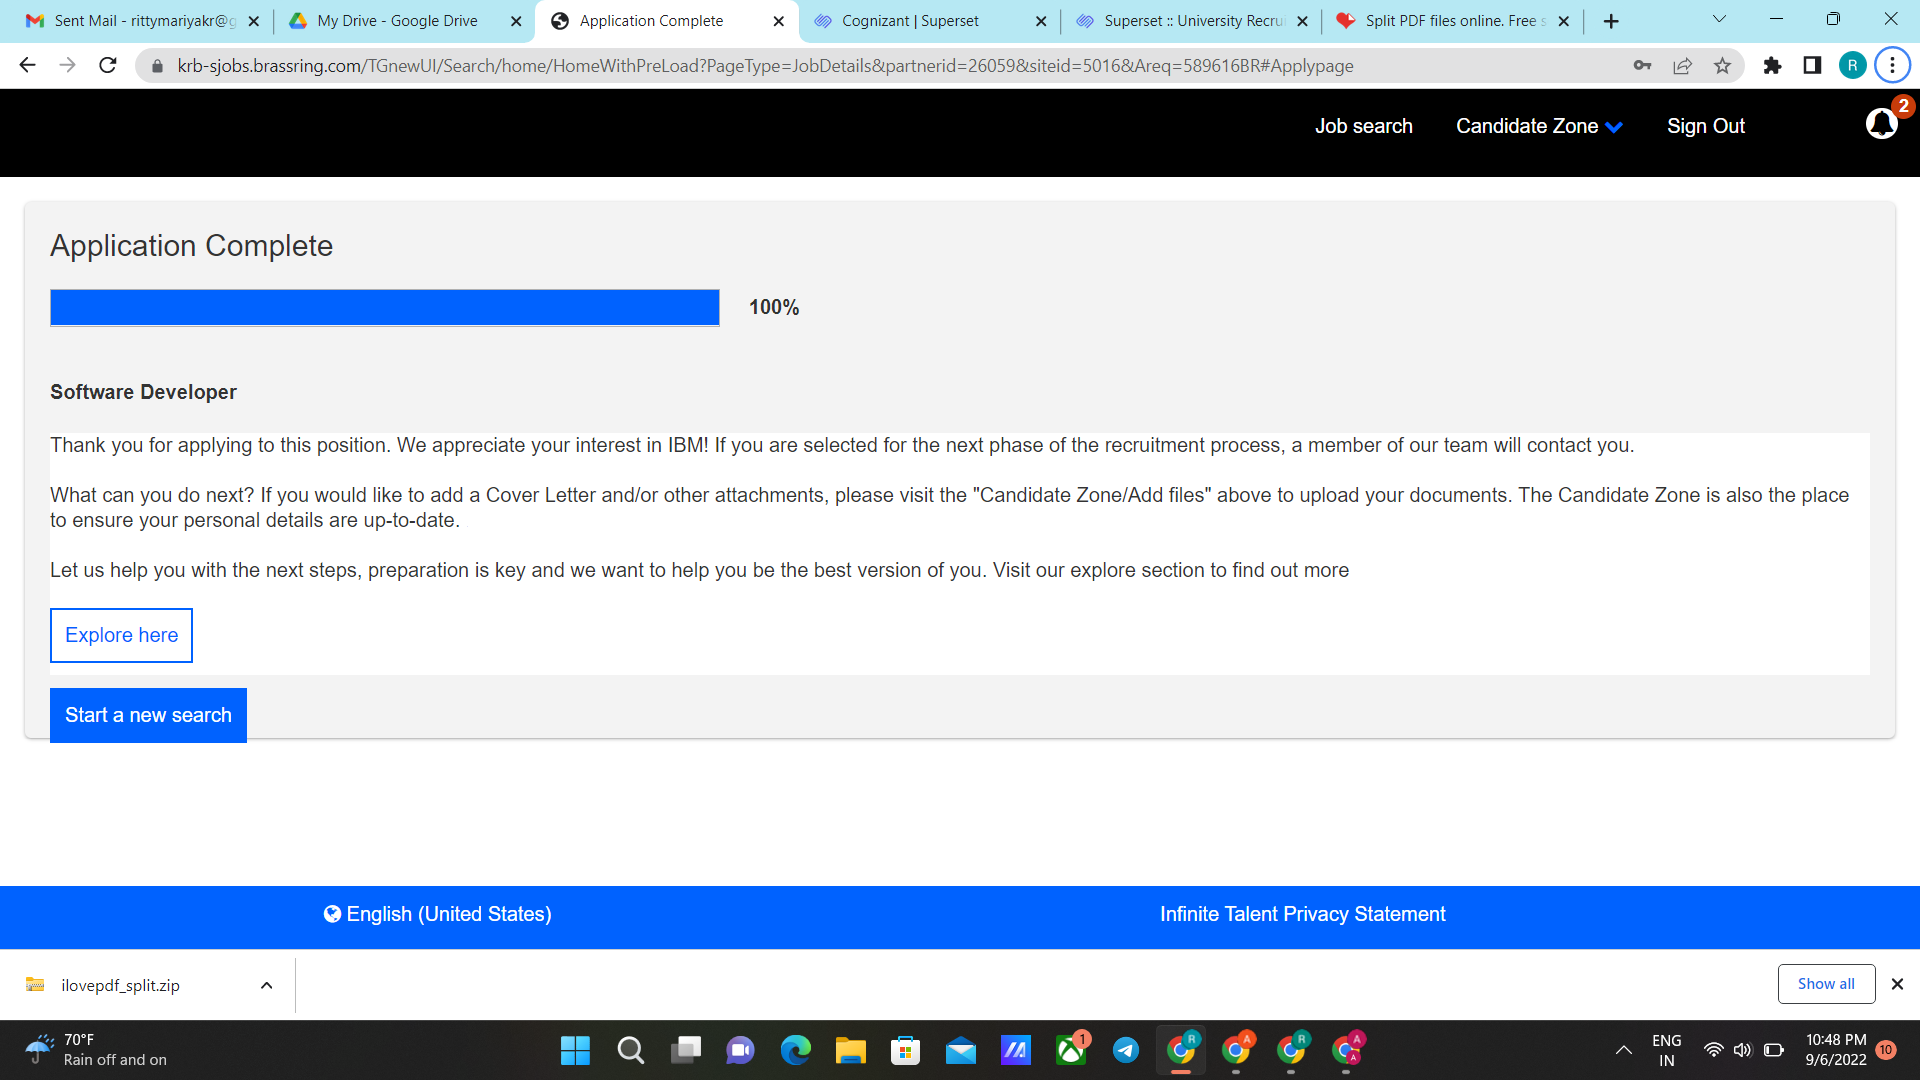 Sent Mail - rittymariyakr@g
My Drive - Google Drive
Application Complete
Cognizant | Superset
Superset :: University Recrui
Split PDF files online. Free s
krb-sjobs.brassring.com/TGnewUI/Search/home/HomeWithPreLoad?PageType=JobDetails&partnerid=26059&siteid=5016&Areq=589616BR#Applypage
R
Job search
Candidate Zone
Sign Out
2
Application Complete
100%
Software Developer
Thank you for applying to this position. We appreciate your interest in IBM! If you are selected for the next phase of the recruitment process, a member of our team will contact you.
What can you do next? If you would like to add a Cover Letter and/or other attachments, please visit the "Candidate Zone/Add files" above to upload your documents. The Candidate Zone is also the place
to ensure your personal details are up-to-date.
Let us help you with the next steps, preparation is key and we want to help you be the best version of you. Visit our explore section to find out more
Explore here
Start a new search
English (United States)
Infinite Talent Privacy Statement
ilovepdf_split.zip
Show all
70°F
Rain off and on
1
R
A
R
A
A
ENG
IN
10:48 PM
9/6/2022
10